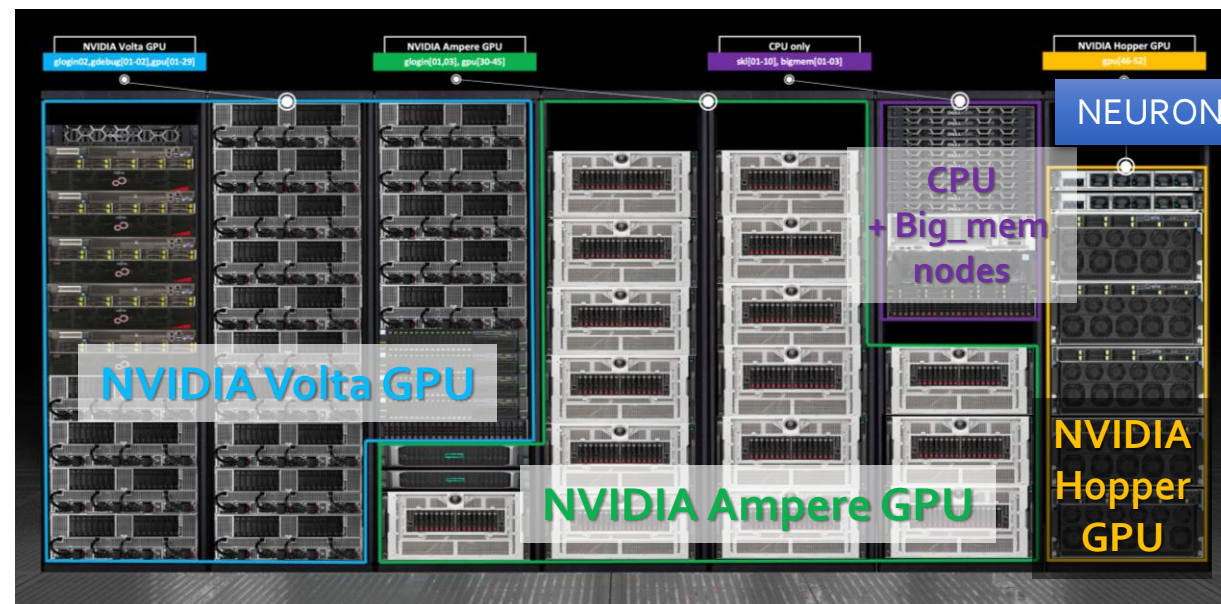 NVIDIA Volta GPU
glogin02,gdebug[01-02],gpu[01-29]
NVIDIA Ampere GPU
glogin[01,03], gpu[30-45]
CPU only
skl[01-10], bigmem[01-03]
NVIDIA Hopper GPU
gpu[46-52]
NEURON
CPU
+ Big_mem
nodes
NVIDIA Volta GPU
NVIDIA Ampere GPU
NVIDIA
Hopper
GPU